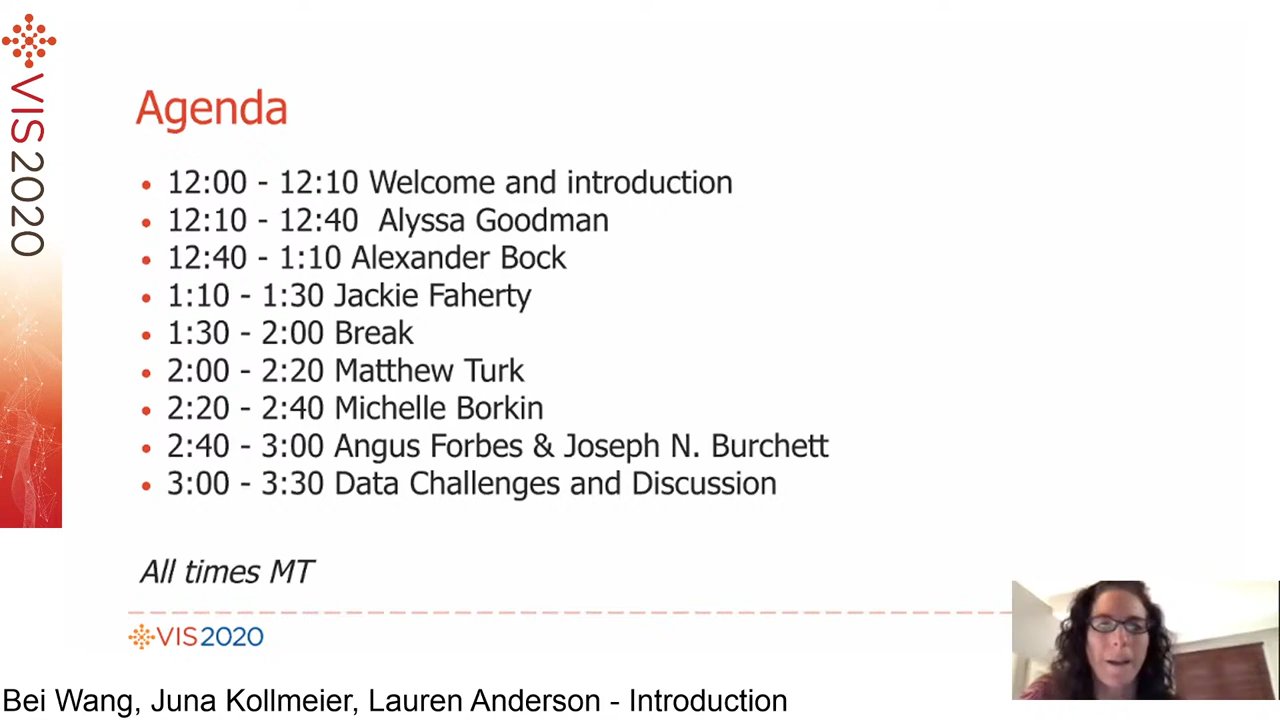 VIS2020
Agenda
• 12:00 - 12:10 Welcome and introduction
• 12:10 - 12:40 Alyssa Goodman
• 12:40 - 1:10 Alexander Bock
• 1:10 - 1:30 Jackie Faherty
• 1:30 - 2:00 Break
• 2:00 - 2:20 Matthew Turk
• 2:20 - 2:40 Michelle Borkin
• 2:40 - 3:00 Angus Forbes & Joseph N. Burchett
• 3:00 - 3:30 Data Challenges and Discussion
All times MT
VIS2020
Bei Wang, Juna Kollmeier, Lauren Anderson - Introduction